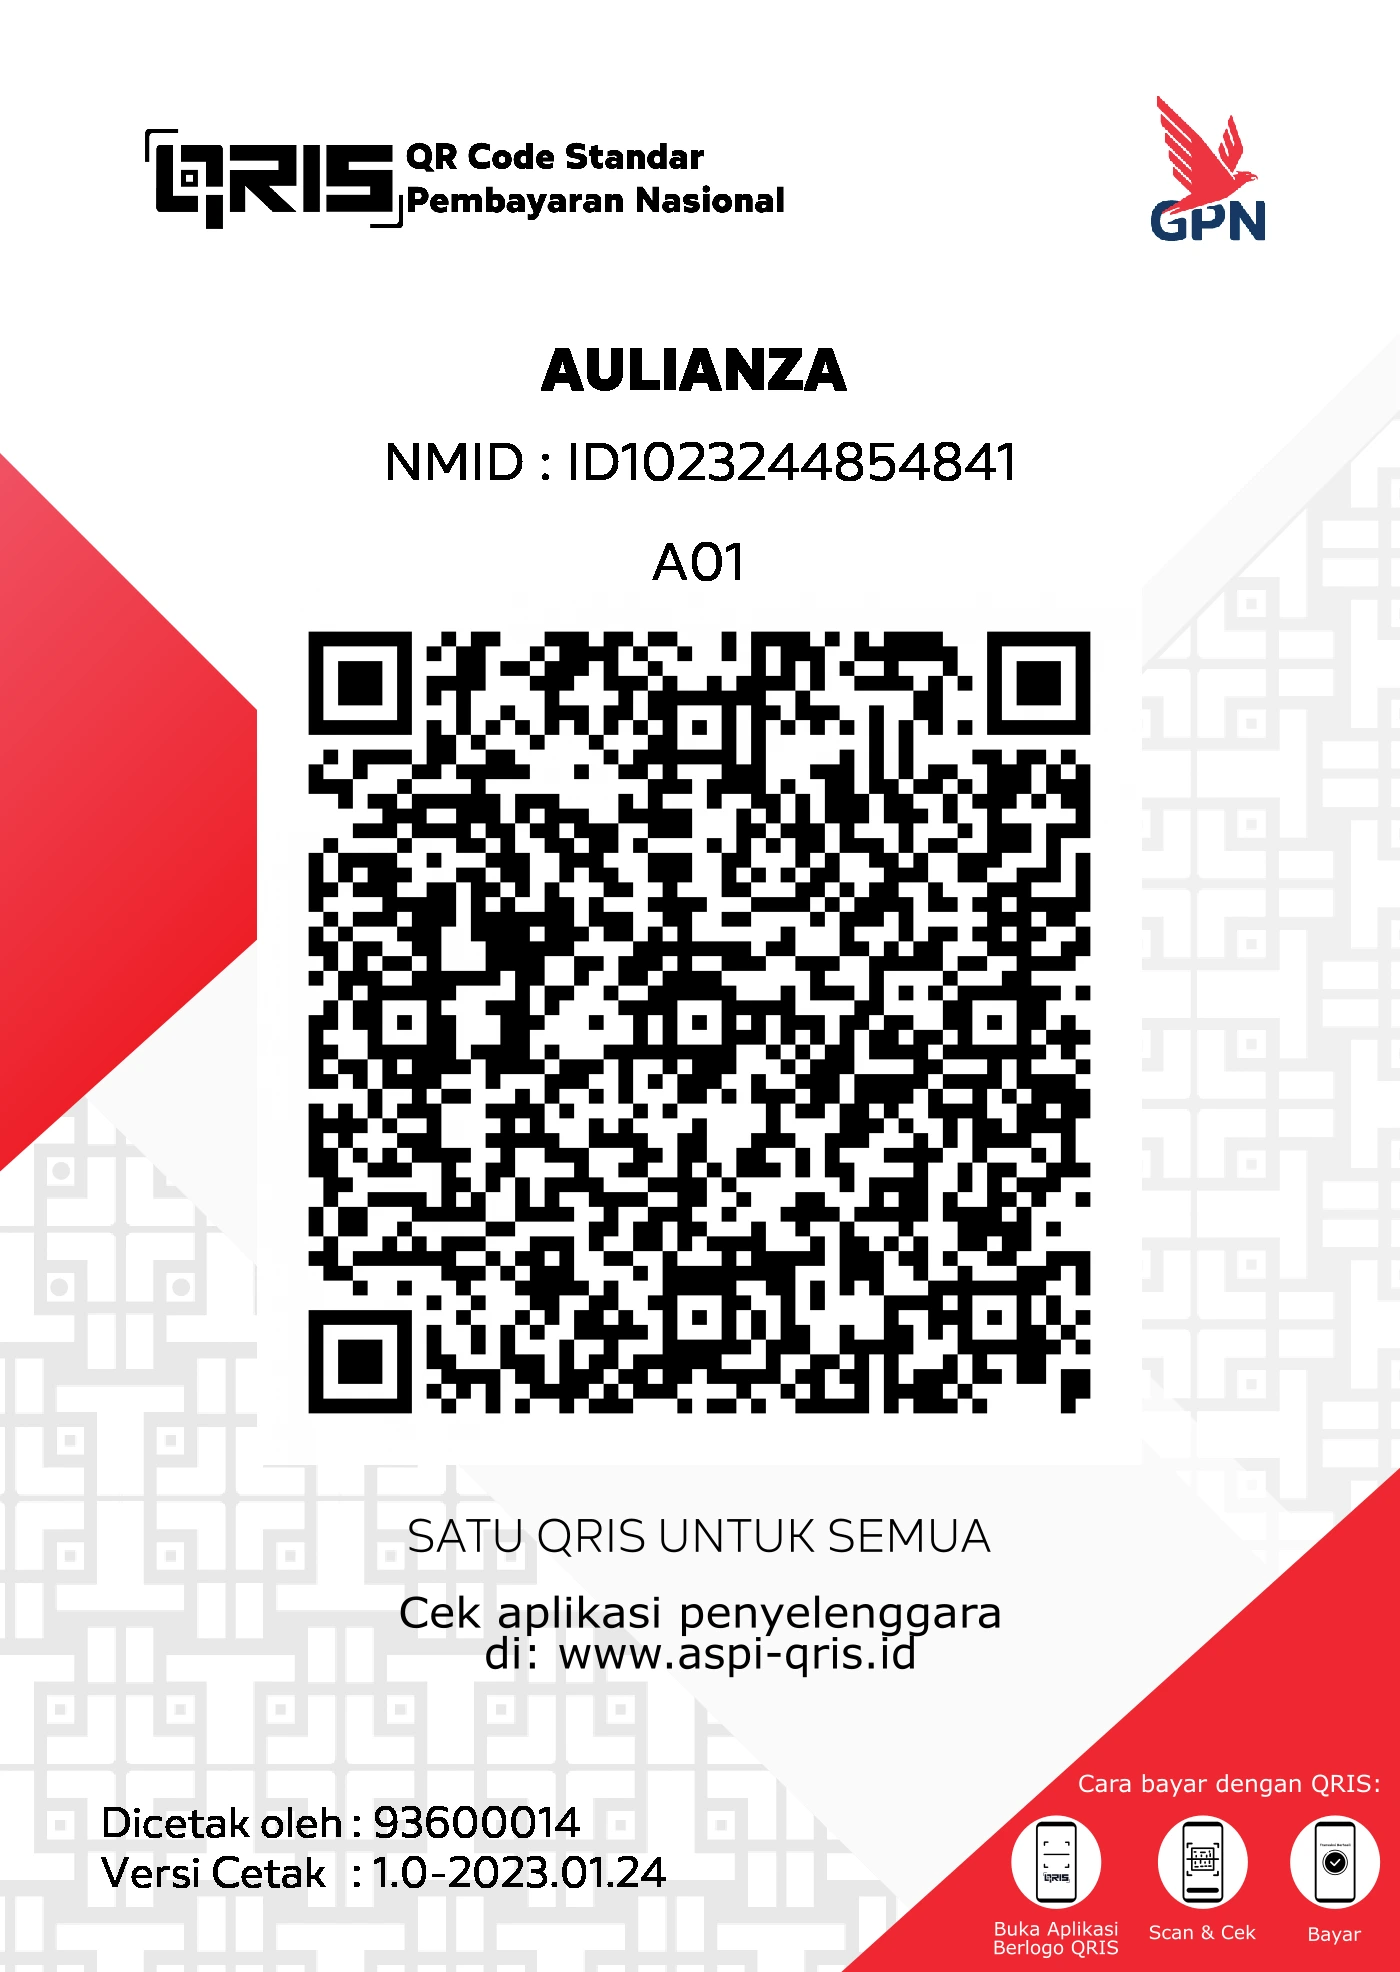 QRIS
QR Code Standar
Pembayaran Nasional
GPN
AULIANZA
NMID : ID1023244854841
A01
SATU QRIS UNTUK SEMUA
Cek aplikasi penyelenggara
di: www.aspi-qris.id
Dicetak oleh : 93600014
Versi Cetak : 1.0-2023.01.24
Cara bayar dengan QRIS:
QRIS
Buka Aplikasi
Berlogo QRIS
Scan & Cek
Bayar